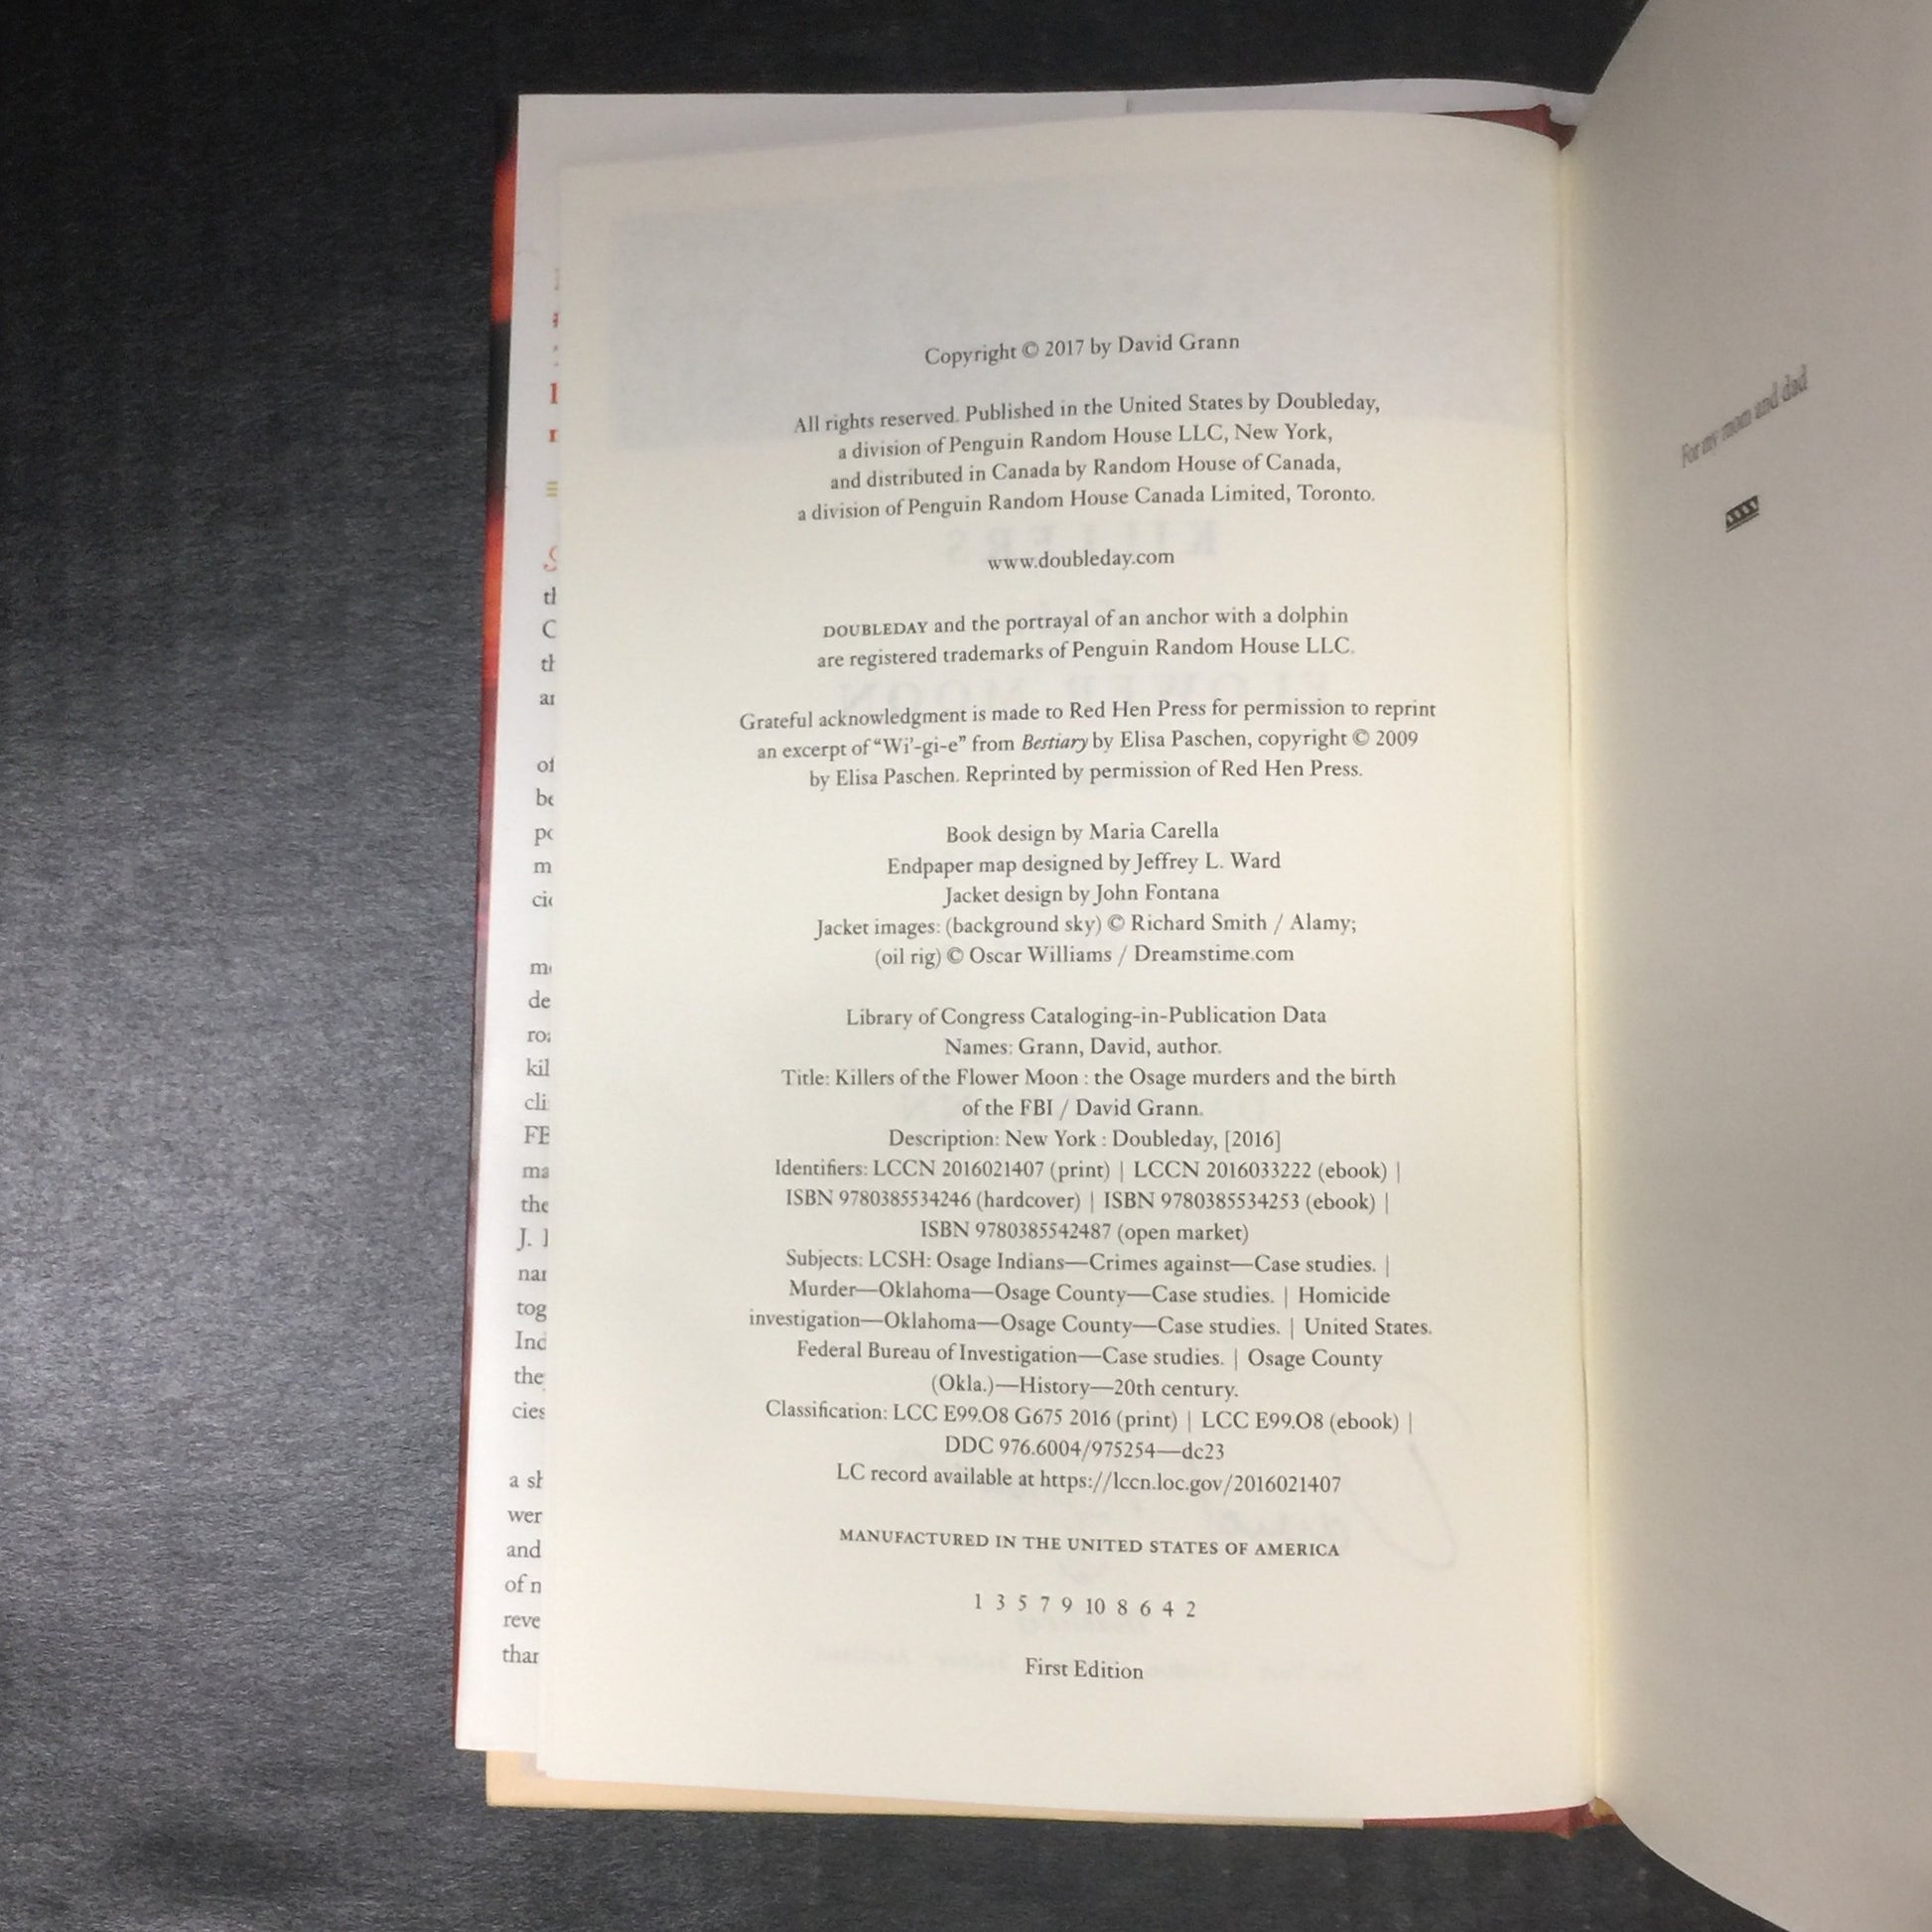 Copyright © 2017 by David Grann
All rights reserved. Published in the United States by Doubleday,
a division of Penguin Random House LLC, New York,
and distributed in Canada by Random House of Canada,
a division of Penguin Random House Canada Limited, Toronto.
www.doubleday.com
DOUBLEDAY and the portrayal of an anchor with a dolphin
are registered trademarks of Penguin Random House LLC.
Grateful acknowledgment is made to Red Hen Press for permission to reprint
an excerpt of “Wi’-gi-e” from Bestiary by Elisa Paschen, copyright © 2009
by Elisa Paschen. Reprinted by permission of Red Hen Press.
Book design by Maria Carella
Endpaper map designed by Jeffrey L. Ward
Jacket design by John Fontana
Jacket images: (background sky) © Richard Smith / Alamy;
(oil rig) © Oscar Williams / Dreamstime.com
Library of Congress Cataloging-in-Publication Data
Names: Grann, David, author.
Title: Killers of the Flower Moon : the Osage murders and the birth
of the FBI / David Grann.
Description: New York : Doubleday, [2016]
Identifiers: LCCN 2016021407 (print) | LCCN 2016033222 (ebook) |
ISBN 9780385534246 (hardcover) | ISBN 9780385534253 (ebook) |
ISBN 9780385542487 (open market)
Subjects: LCSH: Osage Indians—Crimes against—Case studies. |
Murder—Oklahoma—Osage County—Case studies. | Homicide
investigation—Oklahoma—Osage County—Case studies. | United States.
Federal Bureau of Investigation—Case studies. | Osage County
(Okla.)—History—20th century.
Classification: LCC E99.O8 G675 2016 (print) | LCC E99.O8 (ebook) |
DDC 976.6004/975254—dc23
LC record available at https://lccn.loc.gov/2016021407
MANUFACTURED IN THE UNITED STATES OF AMERICA
1 3 5 7 9 10 8 6 4 2
First Edition
For my mom and dad